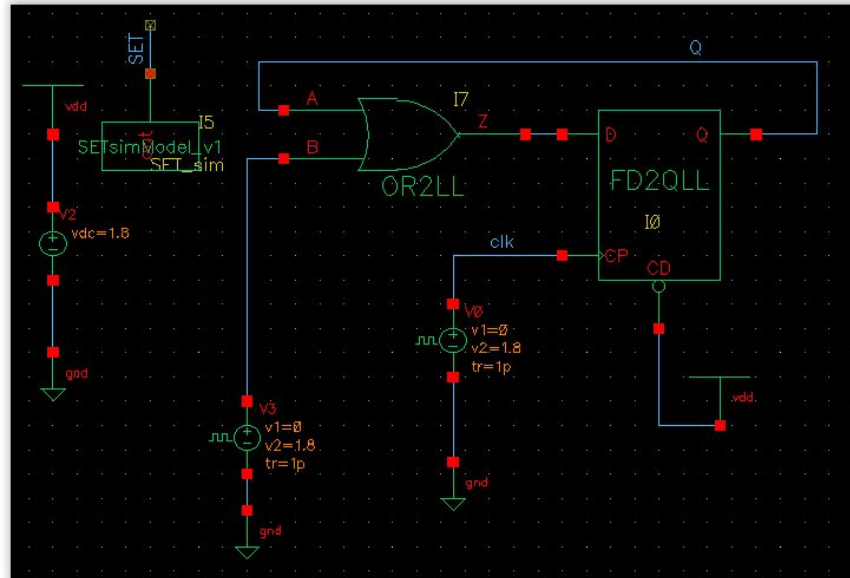 SET
Q
vdd
set
I5
SETsimModel_v1
SET_sim
A
I7
Z
B
OR2LL
D
Q
FD2QLL
I0
V2
vdc=1.8
clk
CP
CD
V0
v1=0
v2=1.8
tr=1p
gnd
vdd
V3
v1=0
v2=1.8
tr=1p
gnd
gnd